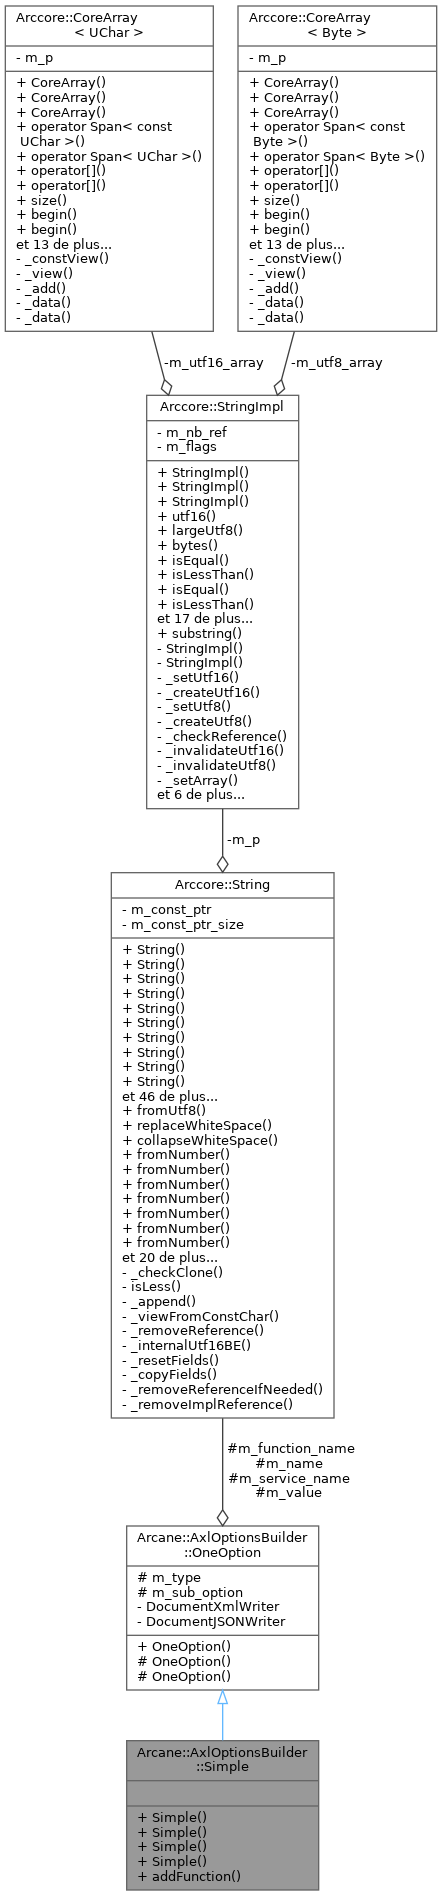 Arccore::CoreArray
< UChar >
- m_p
+ CoreArray()
+ CoreArray()
+ CoreArray()
+ operator Span< const
UChar >()
+ operator Span< UChar >()
+ operator[]()
+ operator[]()
+ size()
+ begin()
+ begin()
et 13 de plus...
- _constView()
- _view()
- _add()
- _data()
- _data()
Arccore::CoreArray
< Byte >
- m_p
+ CoreArray()
+ CoreArray()
+ CoreArray()
+ operator Span< const
Byte >()
+ operator Span< Byte >()
+ operator[]()
+ operator[]()
+ size()
+ begin()
+ begin()
et 13 de plus...
- _constView()
- _view()
- _add()
- _data()
- _data()
-m_utf16_array
-m_utf8_array
Arccore::StringImpl
- m_nb_ref
- m_flags
+ StringImpl()
+ StringImpl()
+ StringImpl()
+ utf16()
+ largeUtf8()
+ bytes()
+ isEqual()
+ isLessThan()
+ isEqual()
+ isLessThan()
et 17 de plus...
+ substring()
- StringImpl()
- StringImpl()
- _setUtf16()
- _createUtf16()
- _setUtf8()
- _createUtf8()
- _checkReference()
- _invalidateUtf16()
- _invalidateUtf8()
- _setArray()
et 6 de plus...
-m_p
Arccore::String
- m_const_ptr
- m_const_ptr_size
+ String()
+ String()
+ String()
+ String()
+ String()
+ String()
+ String()
+ String()
+ String()
+ String()
et 46 de plus...
+ fromUtf8()
+ replaceWhiteSpace()
+ collapseWhiteSpace()
+ fromNumber()
+ fromNumber()
+ fromNumber()
+ fromNumber()
+ fromNumber()
+ fromNumber()
+ fromNumber()
et 20 de plus...
- _checkClone()
- isLess()
- _append()
- _viewFromConstChar()
- _removeReference()
- _internalUtf16BE()
- _resetFields()
- _copyFields()
- _removeReferenceIfNeeded()
- _removeImplReference()
#m_function_name
#m_name
#m_service_name
#m_value
Arcane::AxlOptionsBuilder
::OneOption
# m_type
# m_sub_option
- DocumentXmlWriter
- DocumentJSONWriter
+ OneOption()
# OneOption()
# OneOption()
Arcane::AxlOptionsBuilder
::Simple
+ Simple()
+ Simple()
+ Simple()
+ Simple()
+ addFunction()